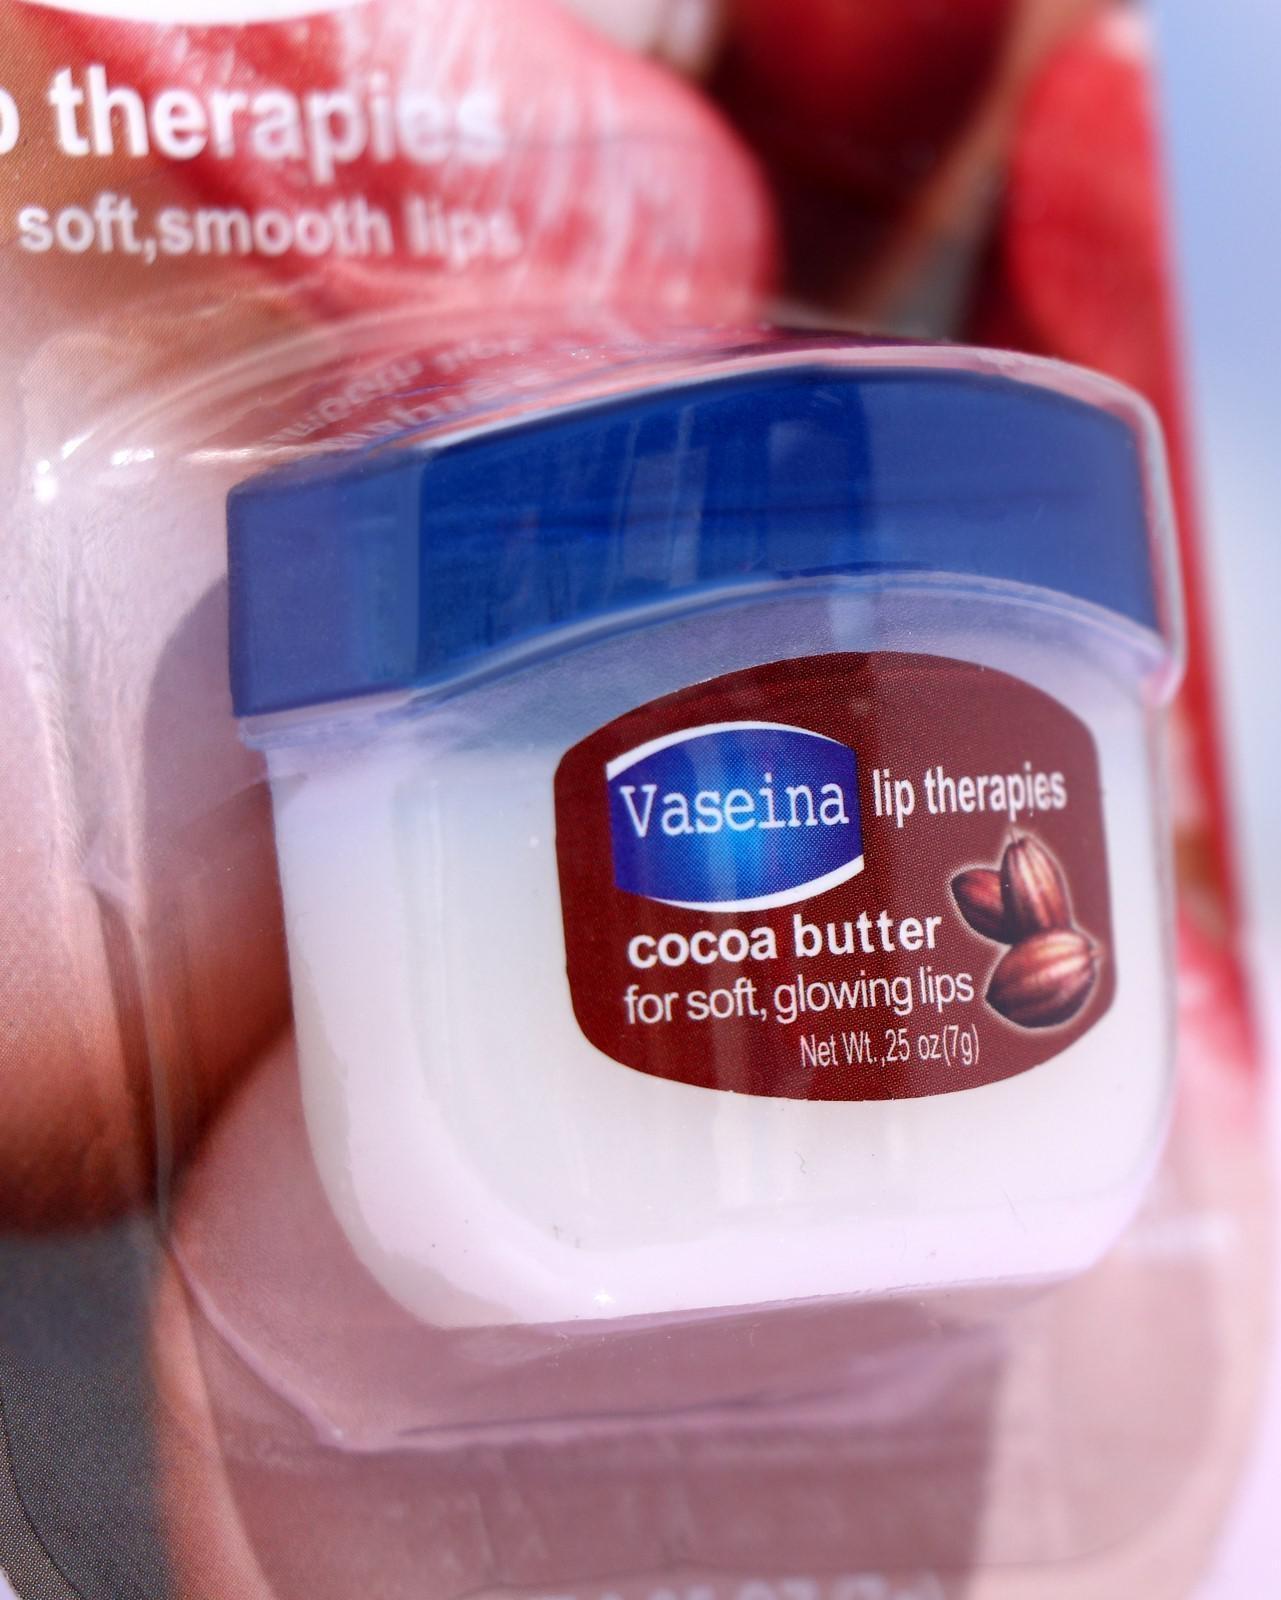 therapies
soft,smooth lips
Vaseina lip therapies
cocoa butter
for soft, glowing lips
Net Wt.,25 oz(7g)